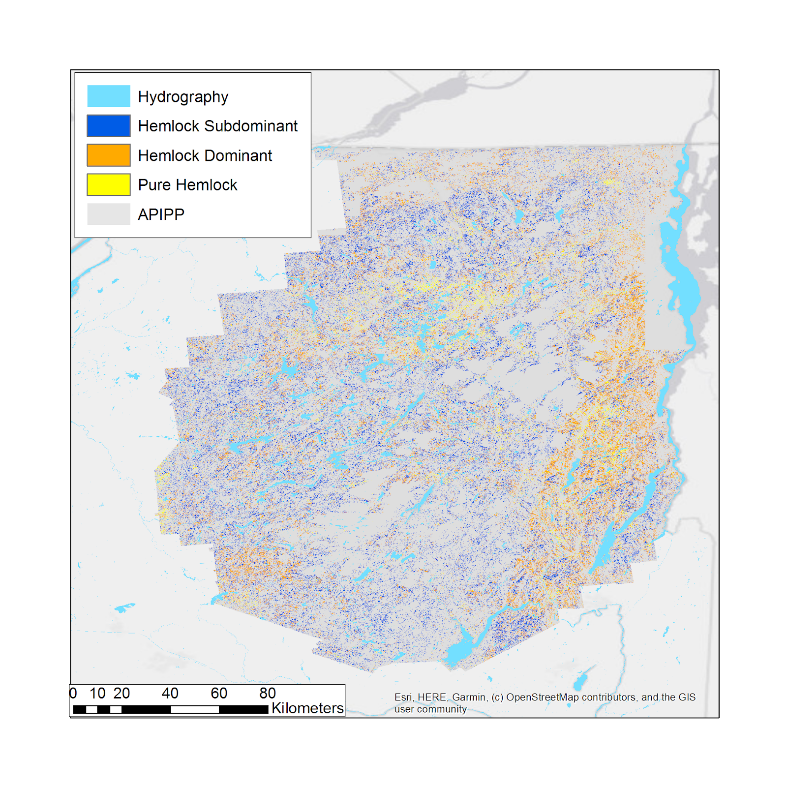 Hydrography
Hemlock Subdominant
Hemlock Dominant
Pure Hemlock
APIPP
0 10 20 40 60 80
Kilometers
Esri, HERE, Garmin, (c) OpenStreetMap contributors, and the GIS
user community